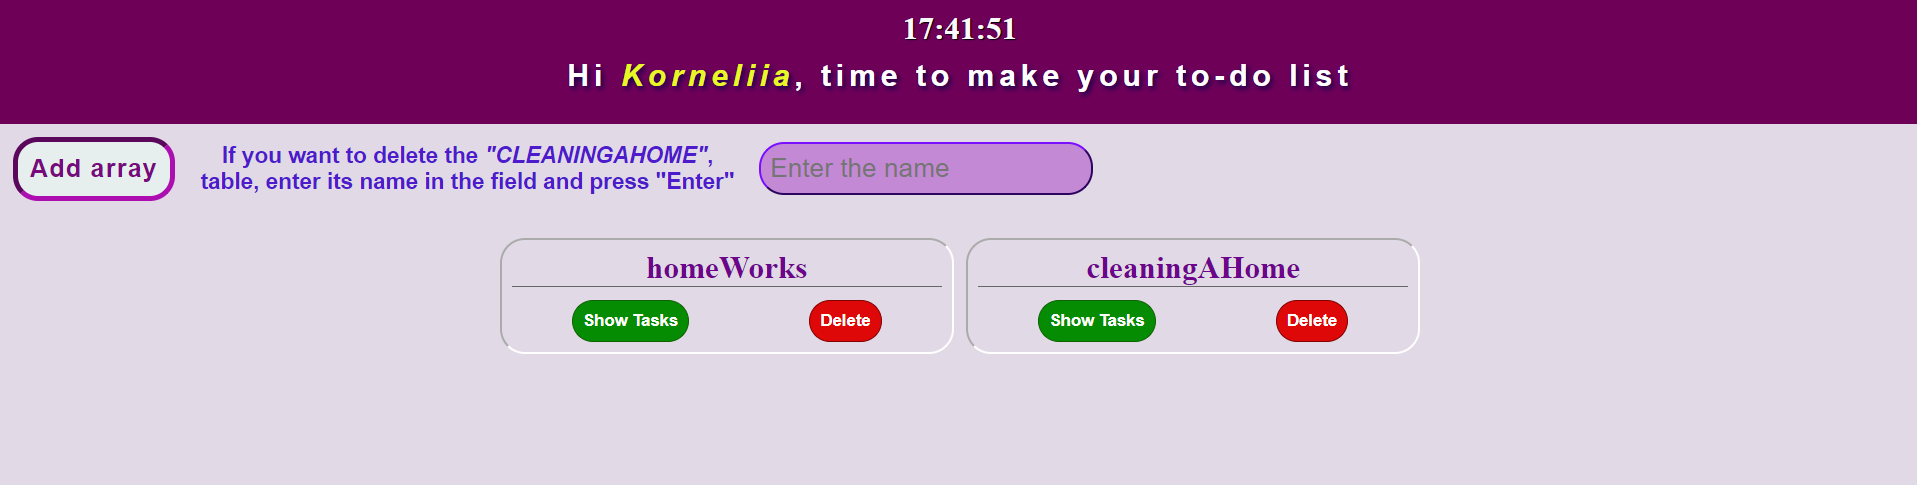 17:41:51
Hi Korneliia, time to make your to-do list
Add array
If you want to delete the "CLEANINGAHOME",
table, enter its name in the field and press "Enter"
Enter the name
homeWorks
Show Tasks
Delete
cleaningAHome
Show Tasks
Delete